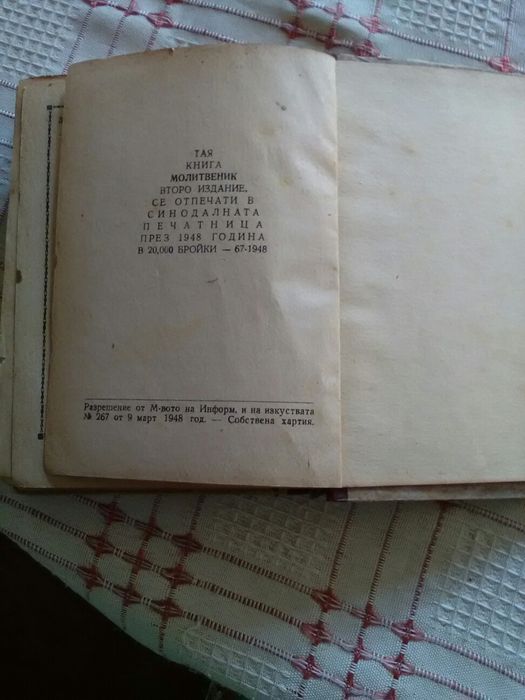 ТАЯ
КНИГА
МОЛИТВЕНИК
ВТОРО ИЗДАНИЕ,
СЕ ОТПЕЧАТИ В
СИНОДАЛНАТА
ПЕЧАТНИЦА
ПРЕЗ 1948 ГОДИНА
В 20,000 БРОЙКИ — 67-1948
Разрешение от М-вото на Информ. и на изкуствата
№ 267 от 9 март 1948 год. — Собствена хартия.